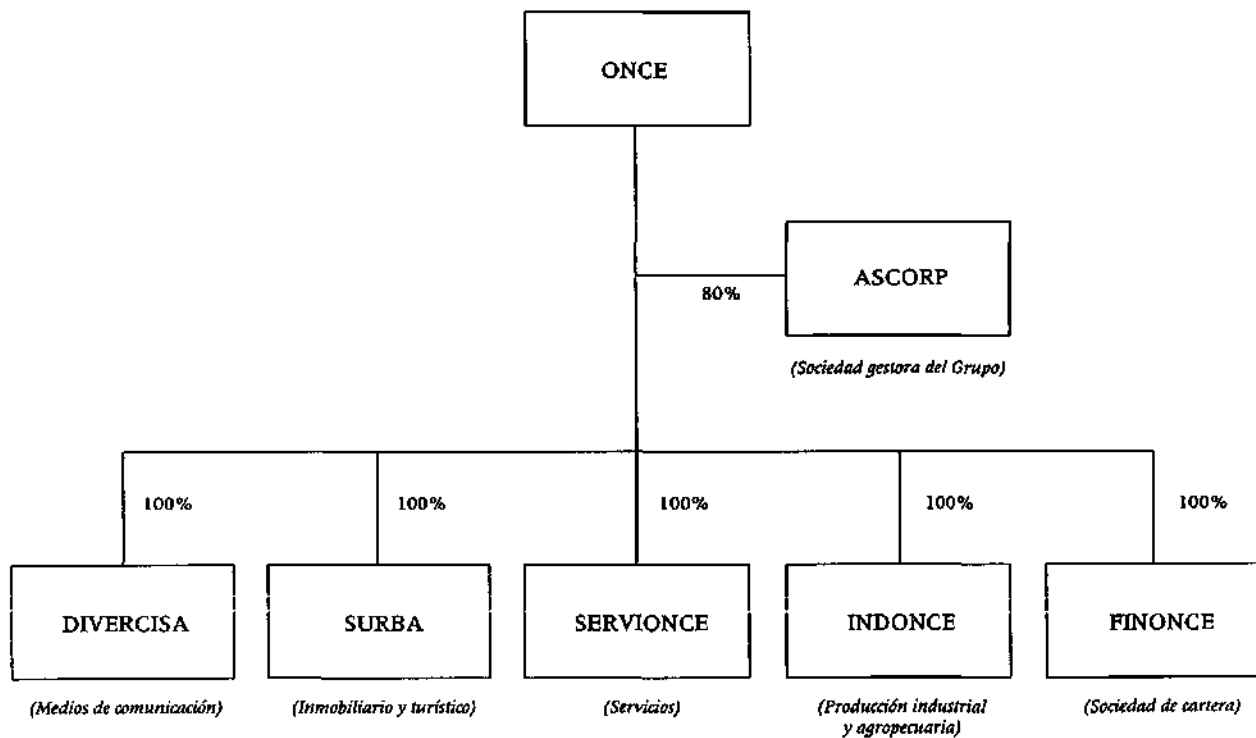 ONCE
ASCORP
80%
(Sociedad gestora del Grupo)
100%
100%
100%
100%
100%
DIVERCISA
SURBA
SERVIONCE
INDONCE
FINONCE
(Medios de comunicación)
(Inmobiliario y turístico)
(Servicios)
(Producción industrial
y agropecuaria)
(Sociedad de cartera)